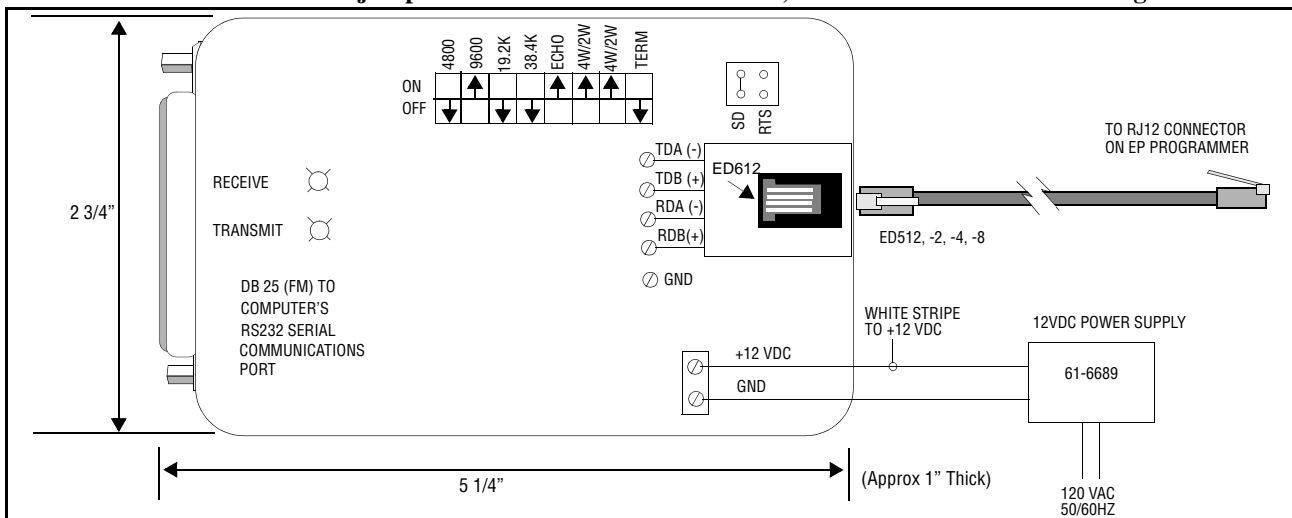 4800
9600
19.2K
38.4K
ECHO
4W/2W
4W/2W
TERM
ON
OFF
SD
RTS
TDA (-)
TDB (+)
RDA (-)
RDB(+)
ED612
GND
TO RJ12 CONNECTOR
ON EP PROGRAMMER
ED512, -2, -4, -8
2 3/4”
RECEIVE
TRANSMIT
DB 25 (FM) TO
COMPUTER’S
RS232 SERIAL
COMMUNICATIONS
PORT
WHITE STRIPE
TO +12 VDC
12VDC POWER SUPPLY
+12 VDC
GND
61-6689
5 1/4”
(Approx 1” Thick)
120 VAC
50/60HZ